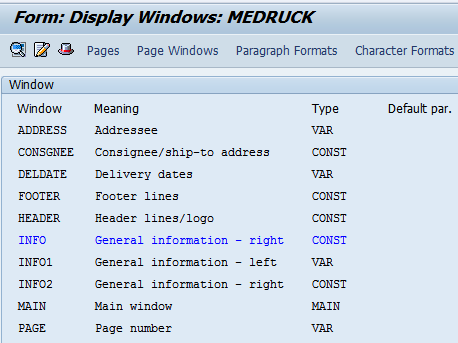 Form: Display Windows: MEDRUCK
Pages Page Windows Paragraph Formats Character Formats
Window
Window Meaning Type Default par.
ADDRESS Addressee VAR
CONSGNEE Consignee/ship-to address CONST
DELDATE Delivery dates VAR
FOOTER Footer lines CONST
HEADER Header lines/logo CONST
INFO General information - right CONST
INFO1 General information - left VAR
INFO2 General information - right CONST
MAIN Main window MAIN
PAGE Page number VAR